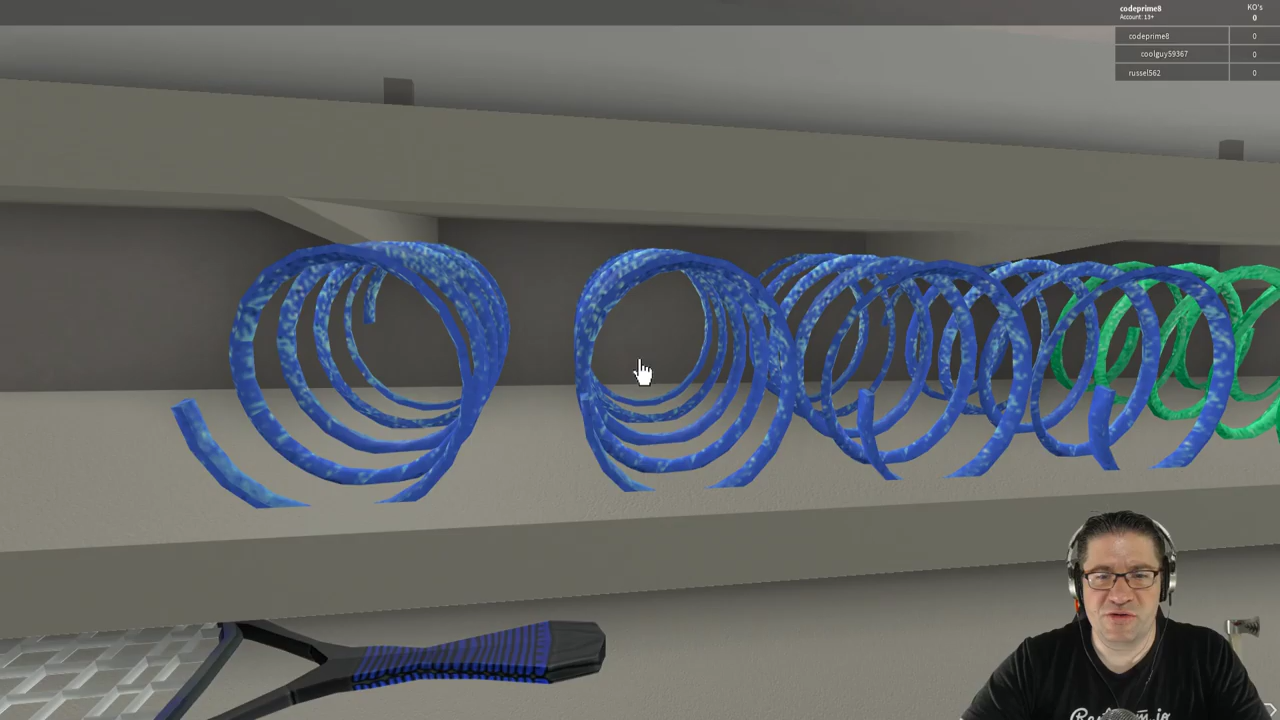 codeprime8
Account: 13+
KO's
0
codeprime8 0
coolguy59367 0
russel562 0